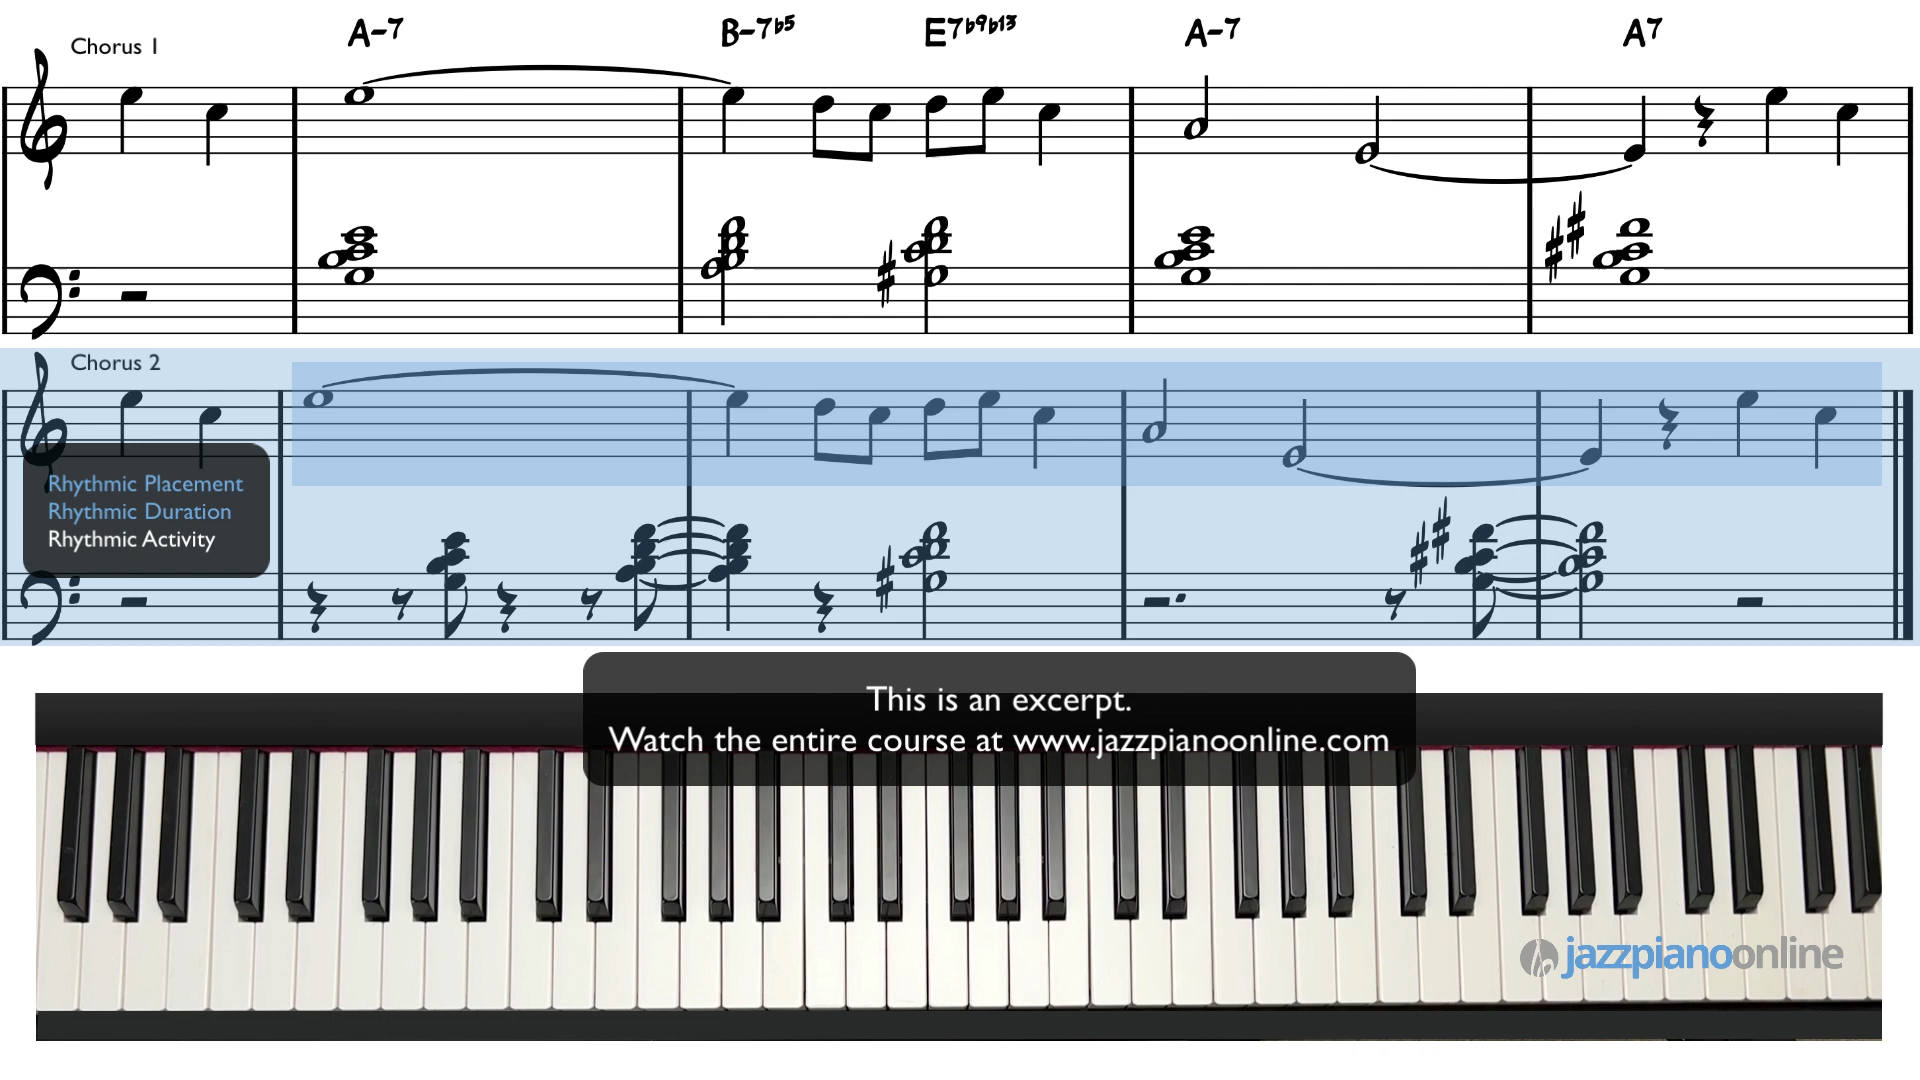 Chorus 1
A-7 B-7♭5 E7♭9♭13 A-7 A7
Chorus 2
Rhythmic Placement
Rhythmic Duration
Rhythmic Activity
This is an excerpt.
Watch the entire course at www.jazzpianoonline.com
jazzpianoonline